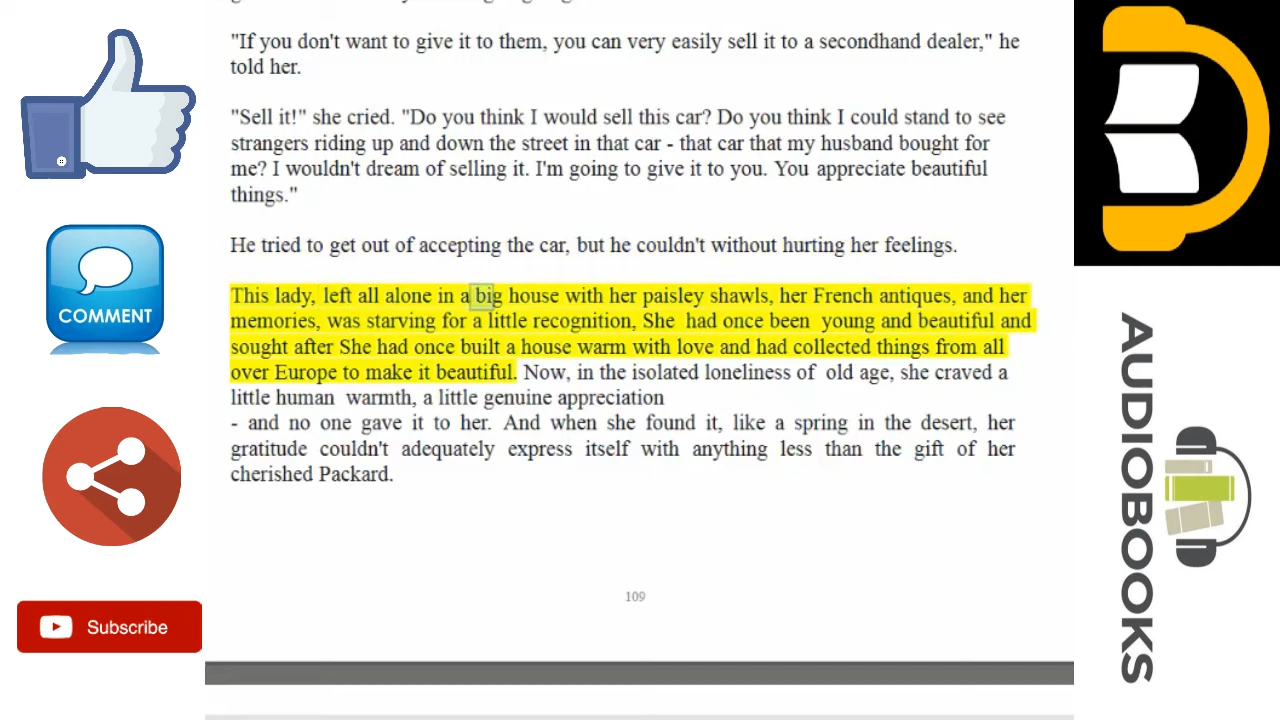 "If you don't want to give it to them, you can very easily sell it to a secondhand dealer," he
told her.
"Sell it!" she cried. "Do you think I would sell this car? Do you think I could stand to see
strangers riding up and down the street in that car - that car that my husband bought for
me? I wouldn't dream of selling it. I'm going to give it to you. You appreciate beautiful
things."
He tried to get out of accepting the car, but he couldn't without hurting her feelings.
This lady, left all alone in a big house with her paisley shawls, her French antiques, and her
memories, was starving for a little recognition, She had once been young and beautiful and
sought after She had once built a house warm with love and had collected things from all
over Europe to make it beautiful. Now, in the isolated loneliness of old age, she craved a
little human warmth, a little genuine appreciation
- and no one gave it to her. And when she found it, like a spring in the desert, her
gratitude couldn't adequately express itself with anything less than the gift of her
cherished Packard.
109
COMMENT
Subscribe
AUDIOBOOKS